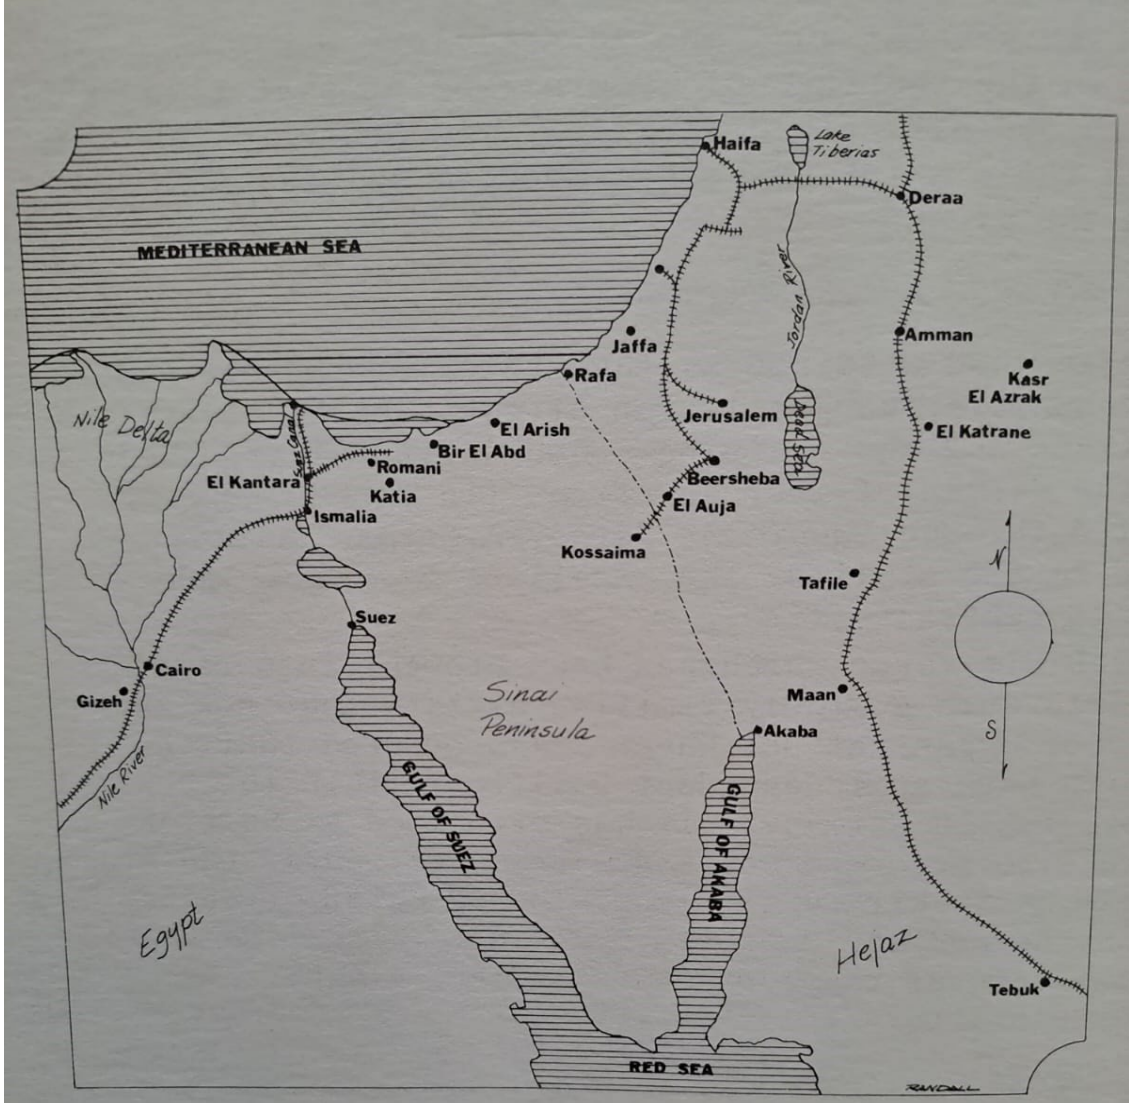 Haifa
Lake
Tiberias
Deraa
MEDITERRANEAN SEA
Jordan River
Amman
Jaffa
Kasr
El Azrak
Rafa
Nile Delta
Jerusalem
Dead Sea
El Katrane
El Arish
Suez Canal
Bir El Abd
Romani
El Kantara
Katia
Beersheba
El Auja
Ismalia
Kossaima
N
Tafile
Suez
Cairo
Gizeh
Sinai
Peninsula
Maan
Akaba
S
Nile River
GULF OF SUEZ
GULF OF AKABA
Egypt
Hejaz
Tebuk
RED SEA
RANDALL